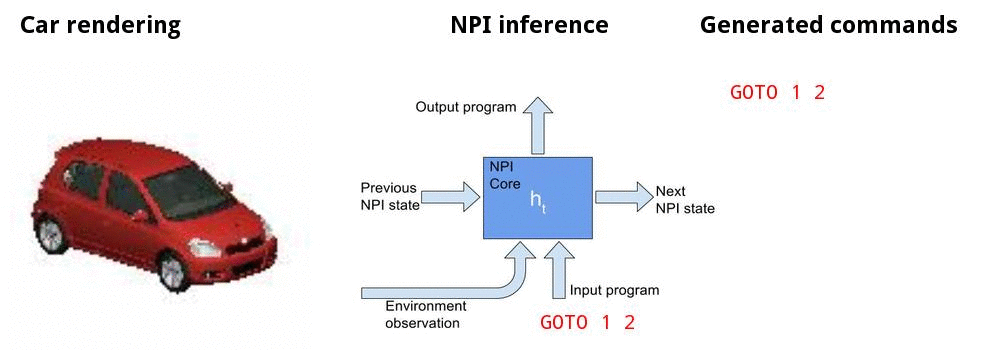 Car rendering
NPI inference
Generated commands
GOTO 1 2
Output program
NPI
Core
h_t
Previous
NPI state
Next
NPI state
Environment
observation
Input program
GOTO 1 2